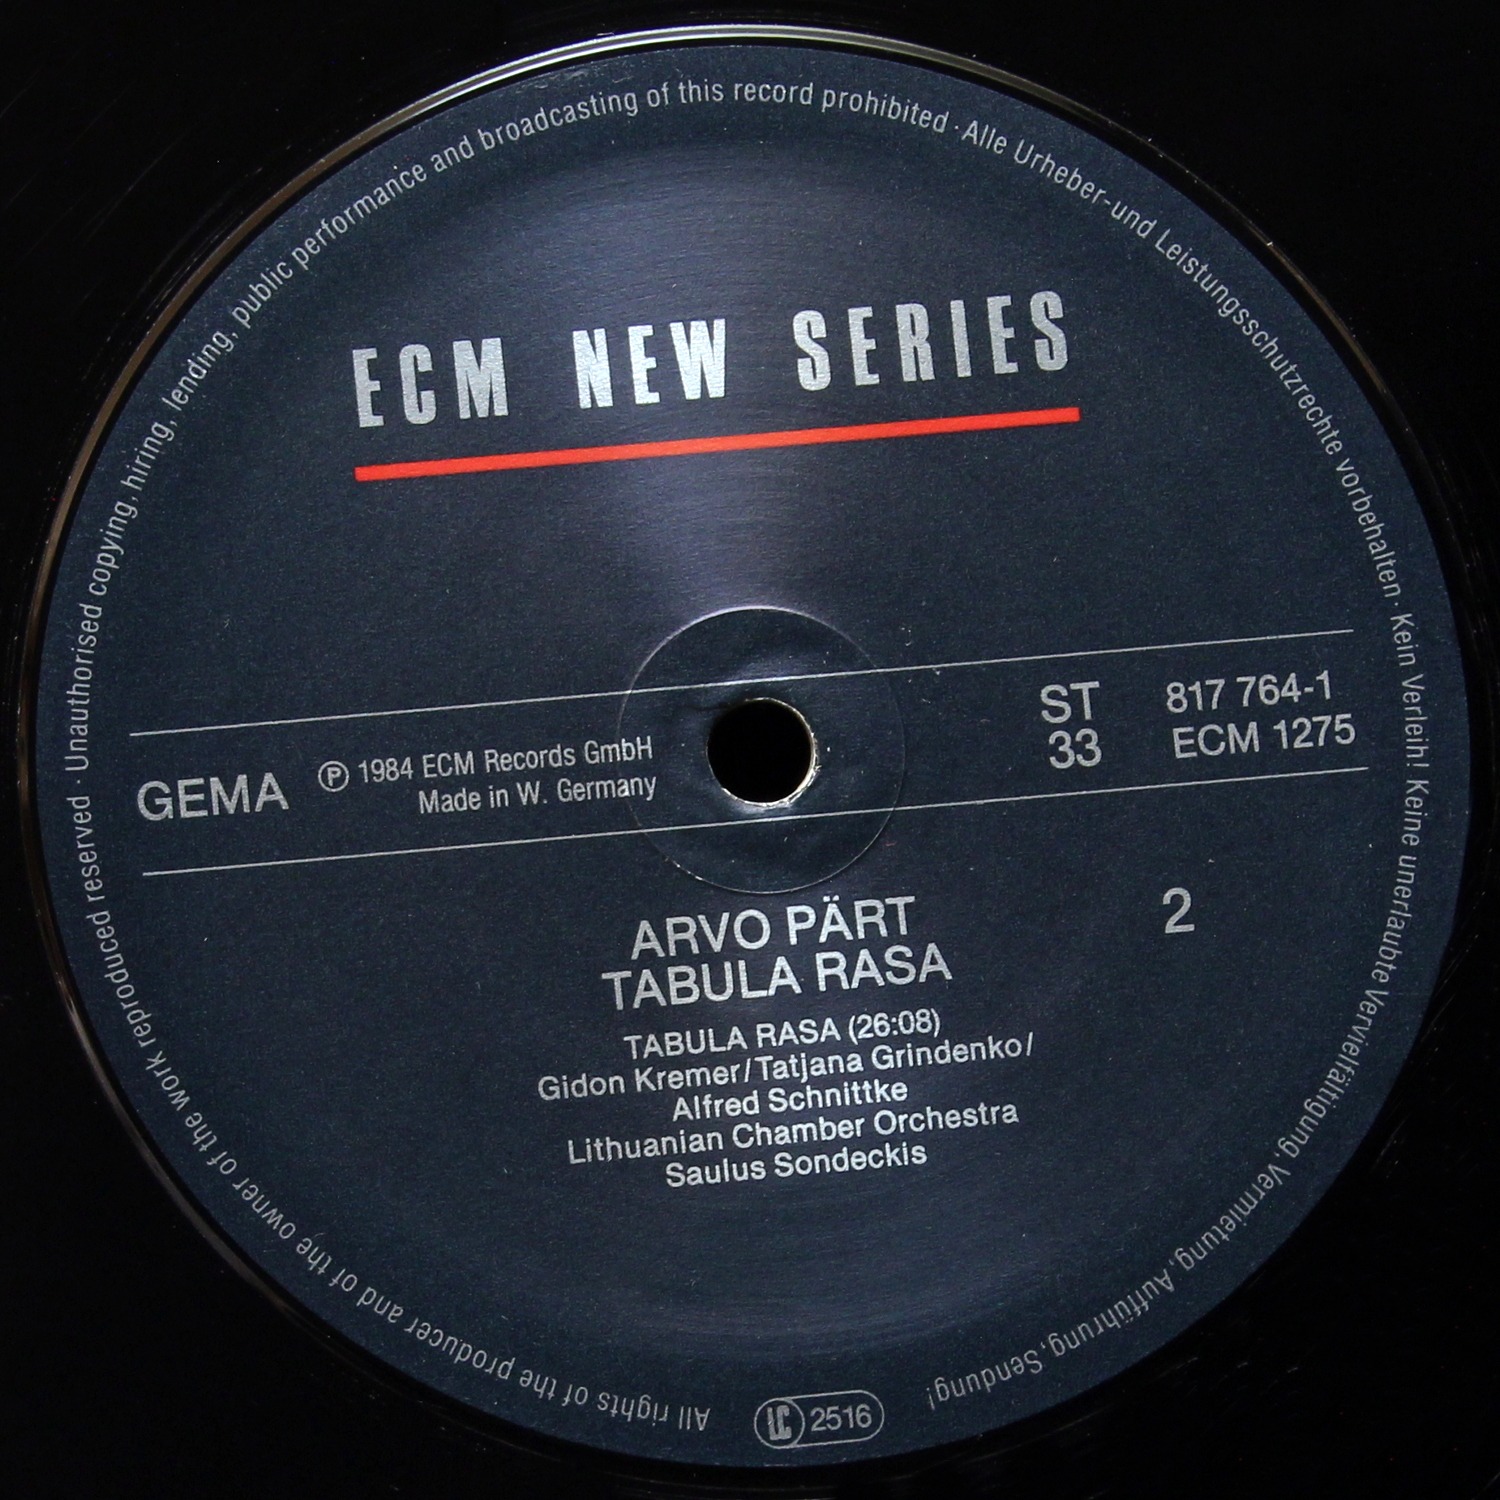 All rights of the producer and of the owner of the work reproduced reserved · Unauthorised copying, hiring, lending, public performance and broadcasting of this record prohibited · Alle Urheber-und Leistungsschutzrechte vorbehalten · Kein Verleih! Keine unerlaubte Vervielfältigung, Vermietung, Aufführung, Sendung!
ECM NEW SERIES
GEMA
Ⓟ 1984 ECM Records GmbH
Made in W. Germany
ST
33
817 764-1
ECM 1275
2
ARVO PÄRT
TABULA RASA
TABULA RASA (26:08)
Gidon Kremer/Tatjana Grindenko/
Alfred Schnittke
Lithuanian Chamber Orchestra
Saulus Sondeckis
LC 2516